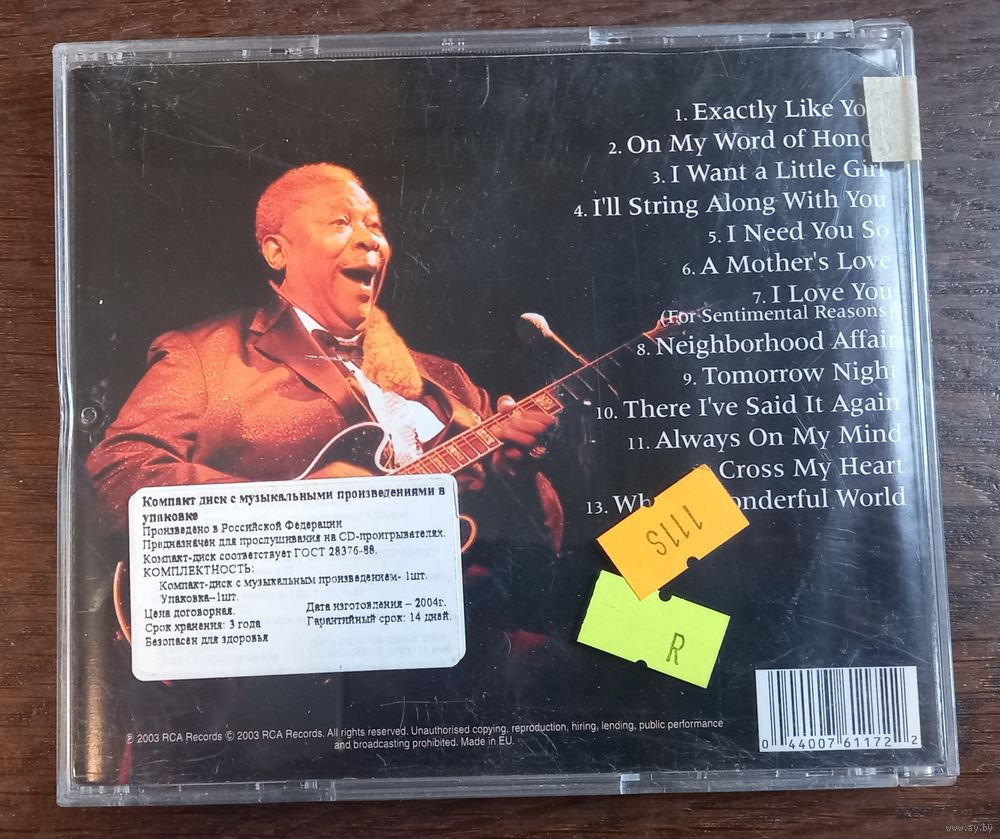 1. Exactly Like Yo
2. On My Word of Hono
3. I Want a Little Girl
4. I'll String Along With You
5. I Need You So
6. A Mother's Love
7. I Love You
(For Sentimental Reasons)
8. Neighborhood Affair
9. Tomorrow Night
10. There I've Said It Again
11. Always On My Mind
Cross My Heart
13. Wh onderful World
111S
R
Компакт диск с музыкальными произведениями в
упаковке
Произведено в Российской Федерации
Предназначен для прослушивания на CD-проигрывателях.
Компакт-диск соответствует ГОСТ 28376-88.
КОМПЛЕКТНОСТЬ:
Компакт-диск с музыкальным произведением- 1шт.
Упаковка–1шт.
Цена договорная. Дата изготовления – 2004г.
Срок хранения: 3 года Гарантийный срок: 14 дней.
Безопасен для здоровья
℗ 2003 RCA Records © 2003 RCA Records. All rights reserved. Unauthorised copying, reproduction, hiring, lending, public performance
and broadcasting prohibited. Made in EU.
0 44007 61172 2
www.ay.by